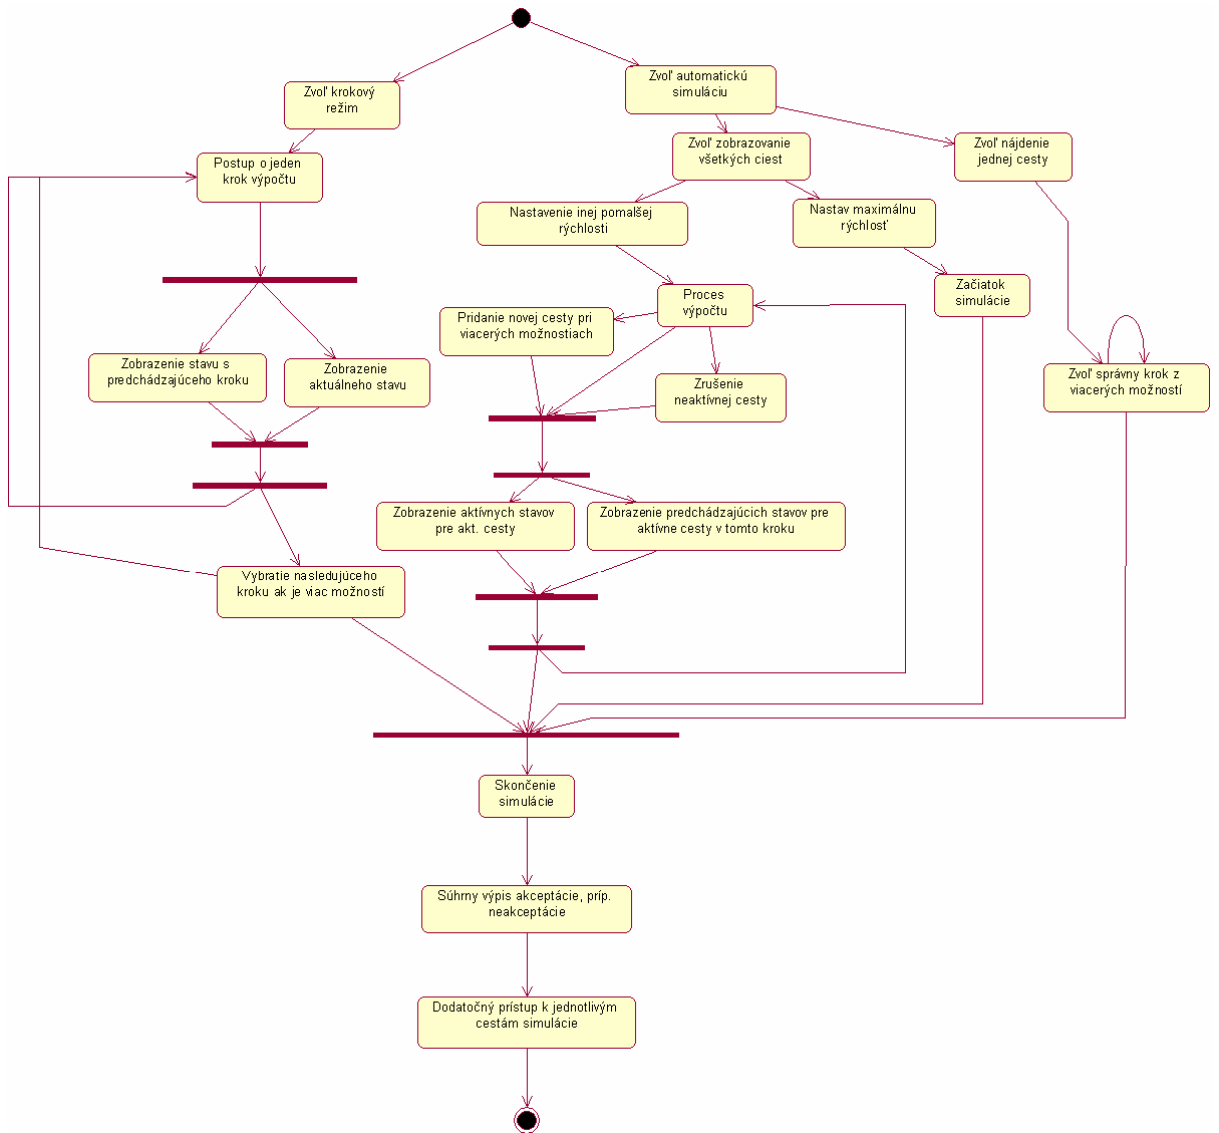 Zvoľ krokový
režim
Zvoľ automatickú
simuláciu
Postup o jeden
krok výpočtu
Zvoľ zobrazovanie
všetkých ciest
Zvoľ nájdenie
jednej cesty
Nastavenie inej pomalšej
rýchlosti
Nastav maximálnu
rýchlosť
Proces
výpočtu
Začiatok
simulácie
Pridanie novej cesty pri
viacerých možnostiach
Zobrazenie stavu s
predchádzajúceho kroku
Zobrazenie
aktuálneho stavu
Zrušenie
neaktívnej cesty
Zvoľ správny krok z
viacerých možností
Zobrazenie aktívnych stavov
pre akt. cesty
Zobrazenie predchádzajúcich stavov pre
aktívne cesty v tomto kroku
Vybratie nasledujúceho
kroku ak je viac možností
Skončenie
simulácie
Súhrny výpis akceptácie, príp.
neakceptácie
Dodatočný prístup k jednotlivým
cestám simulácie